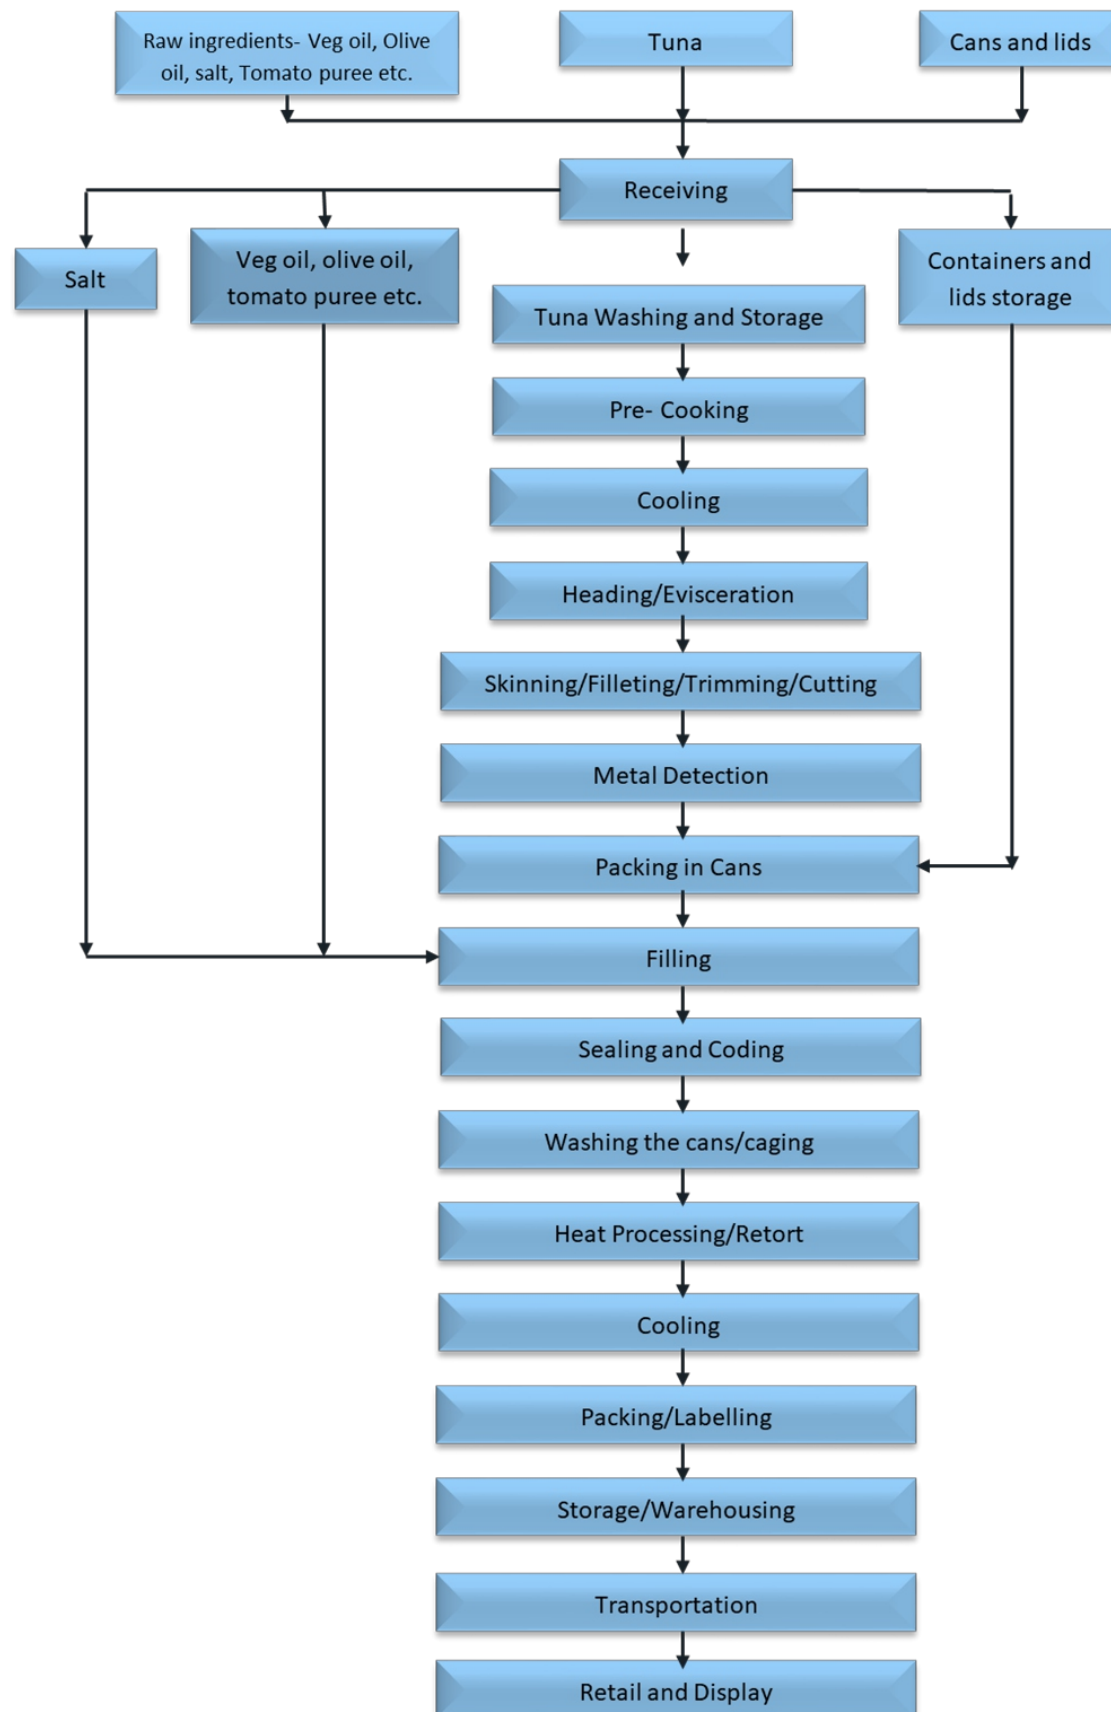 Raw ingredients- Veg oil, Olive
oil, salt, Tomato puree etc.
Tuna
Cans and lids
Receiving
Salt
Veg oil, olive oil,
tomato puree etc.
Containers and
lids storage
Tuna Washing and Storage
Pre- Cooking
Cooling
Heading/Evisceration
Skinning/Filleting/Trimming/Cutting
Metal Detection
Packing in Cans
Filling
Sealing and Coding
Washing the cans/caging
Heat Processing/Retort
Cooling
Packing/Labelling
Storage/Warehousing
Transportation
Retail and Display